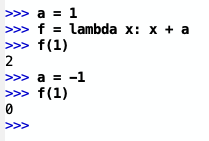 >>> a = 1
>>> f = lambda x: x + a
>>> f(1)
2
>>> a = -1
>>> f(1)
0
>>>